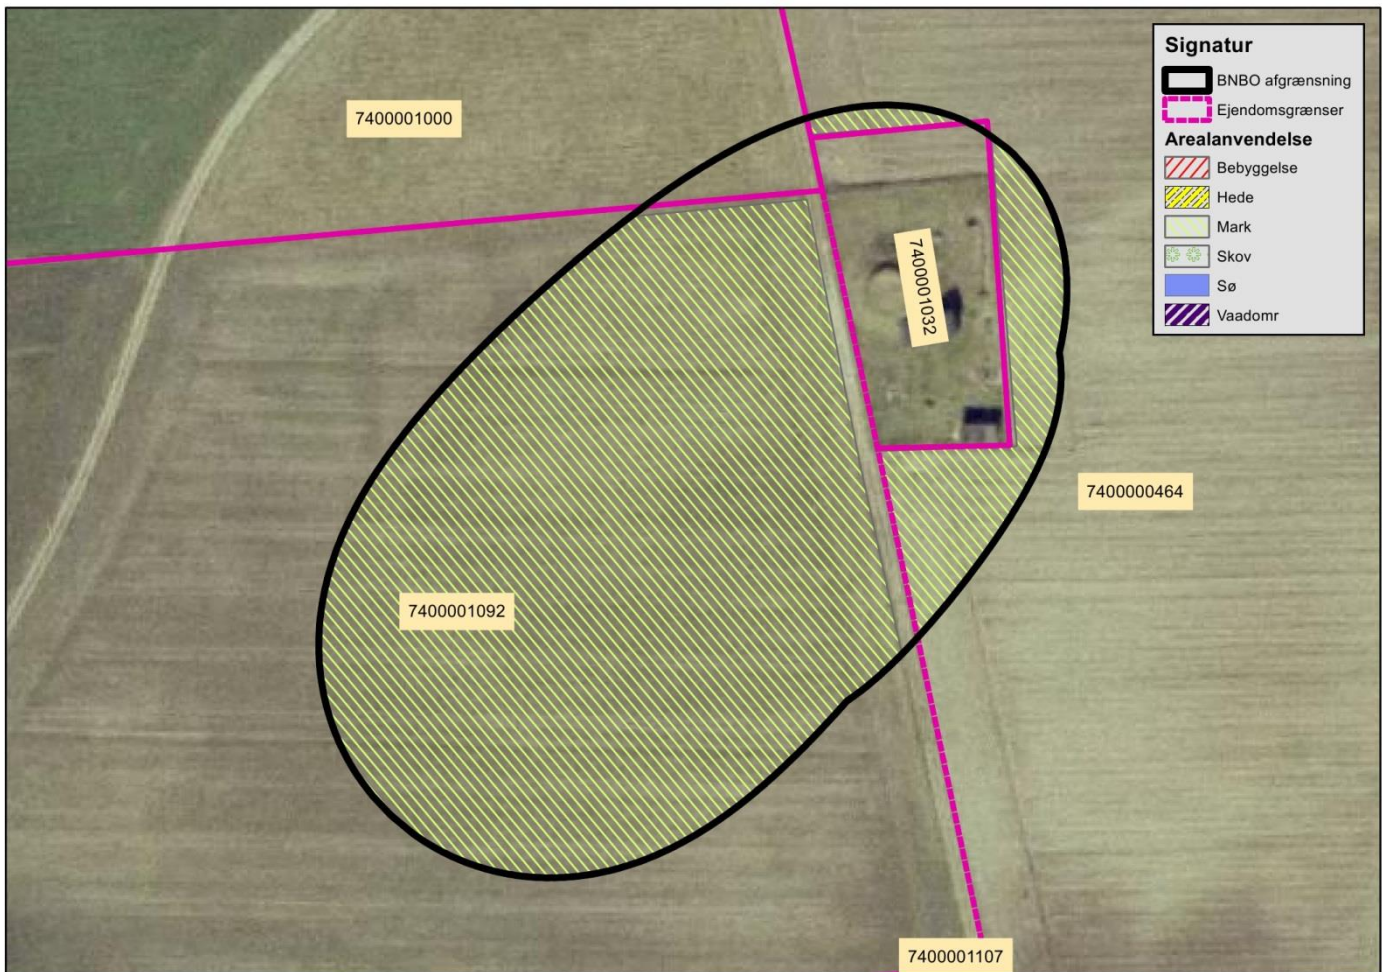 Signatur
BNBO afgrænsning
Ejendomsgrænser
Arealanvendelse
Bebyggelse
Hede
Mark
Skov
Sø
Vaadomr
7400001000
7400001032
7400000464
7400001092
7400001107